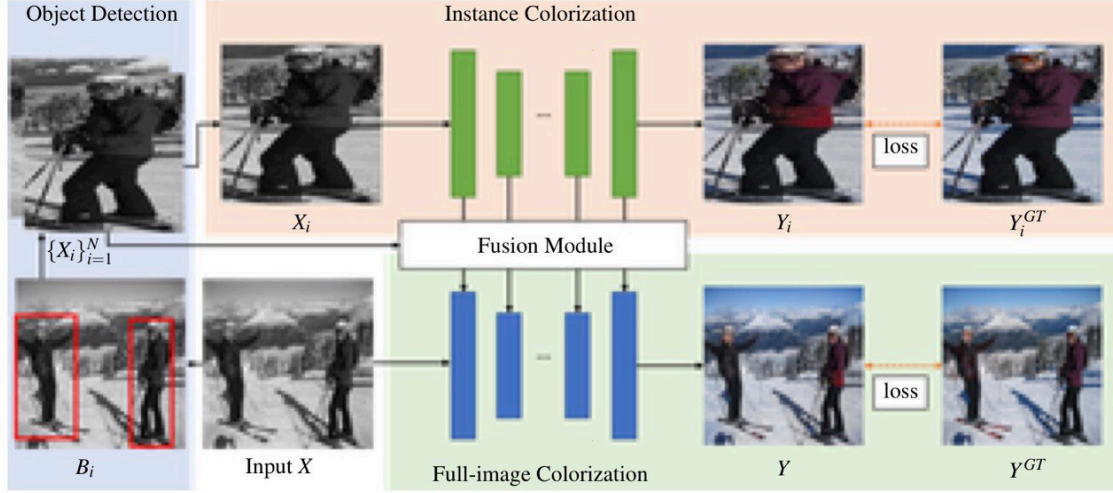 Object Detection
Instance Colorization
...
X_i
Y_i
loss
Y_i^{GT}
{X_i}_{i=1}^N
Fusion Module
...
B_i
Input X
Full-image Colorization
Y
loss
Y^{GT}